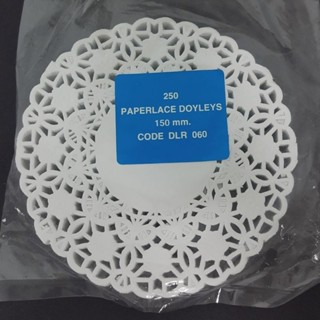 250
PAPERLACE DOYLEYS
150 mm.
CODE DLR 060